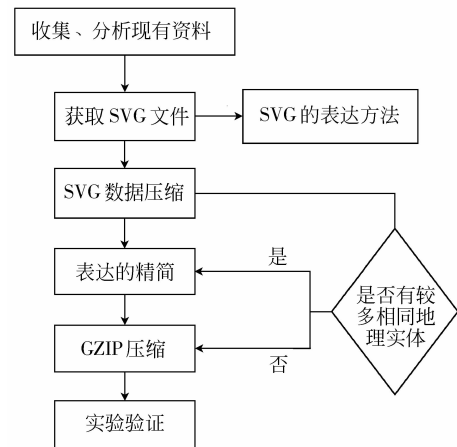 收集、分析现有资料
获取 SVG 文件
SVG 的表达方法
SVG 数据压缩
表达的精简
是
是否有较
多相同地
理实体
GZIP 压缩
否
实验验证